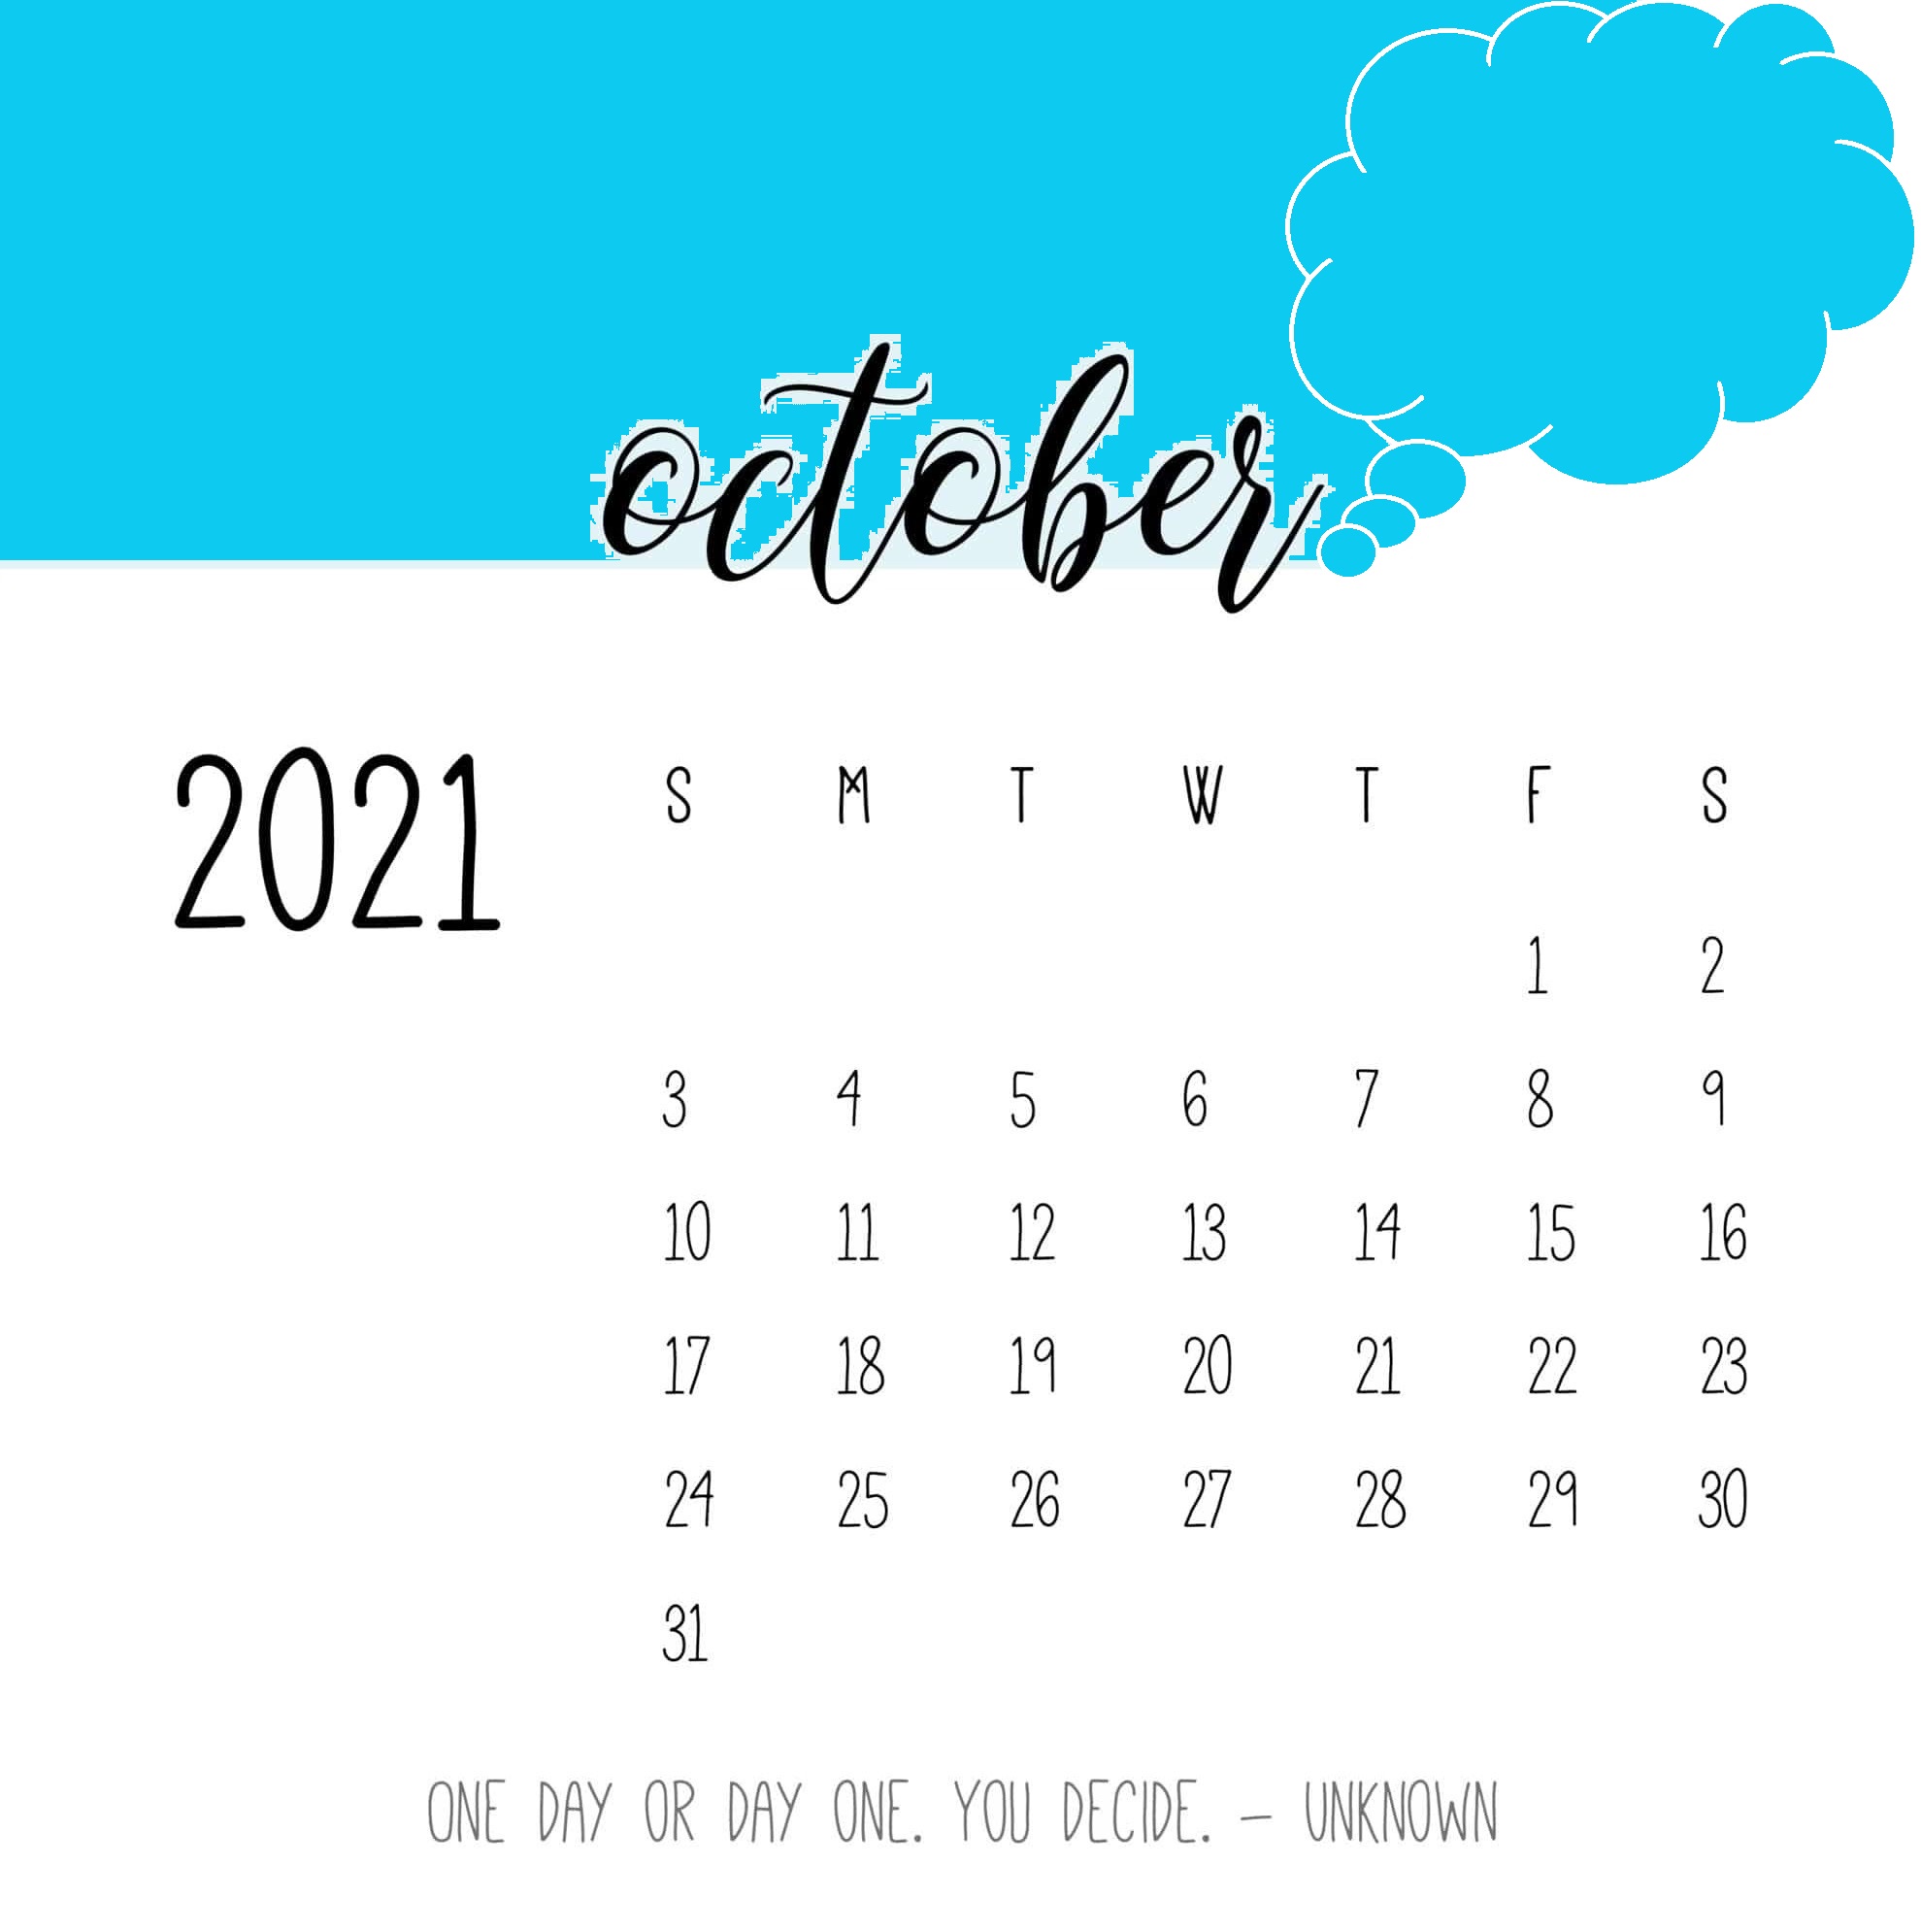 october
2021
S M T W T F S
1 2
3 4 5 6 7 8 9
10 11 12 13 14 15 16
17 18 19 20 21 22 23
24 25 26 27 28 29 30
31
ONE DAY OR DAY ONE. YOU DECIDE. – UNKNOWN